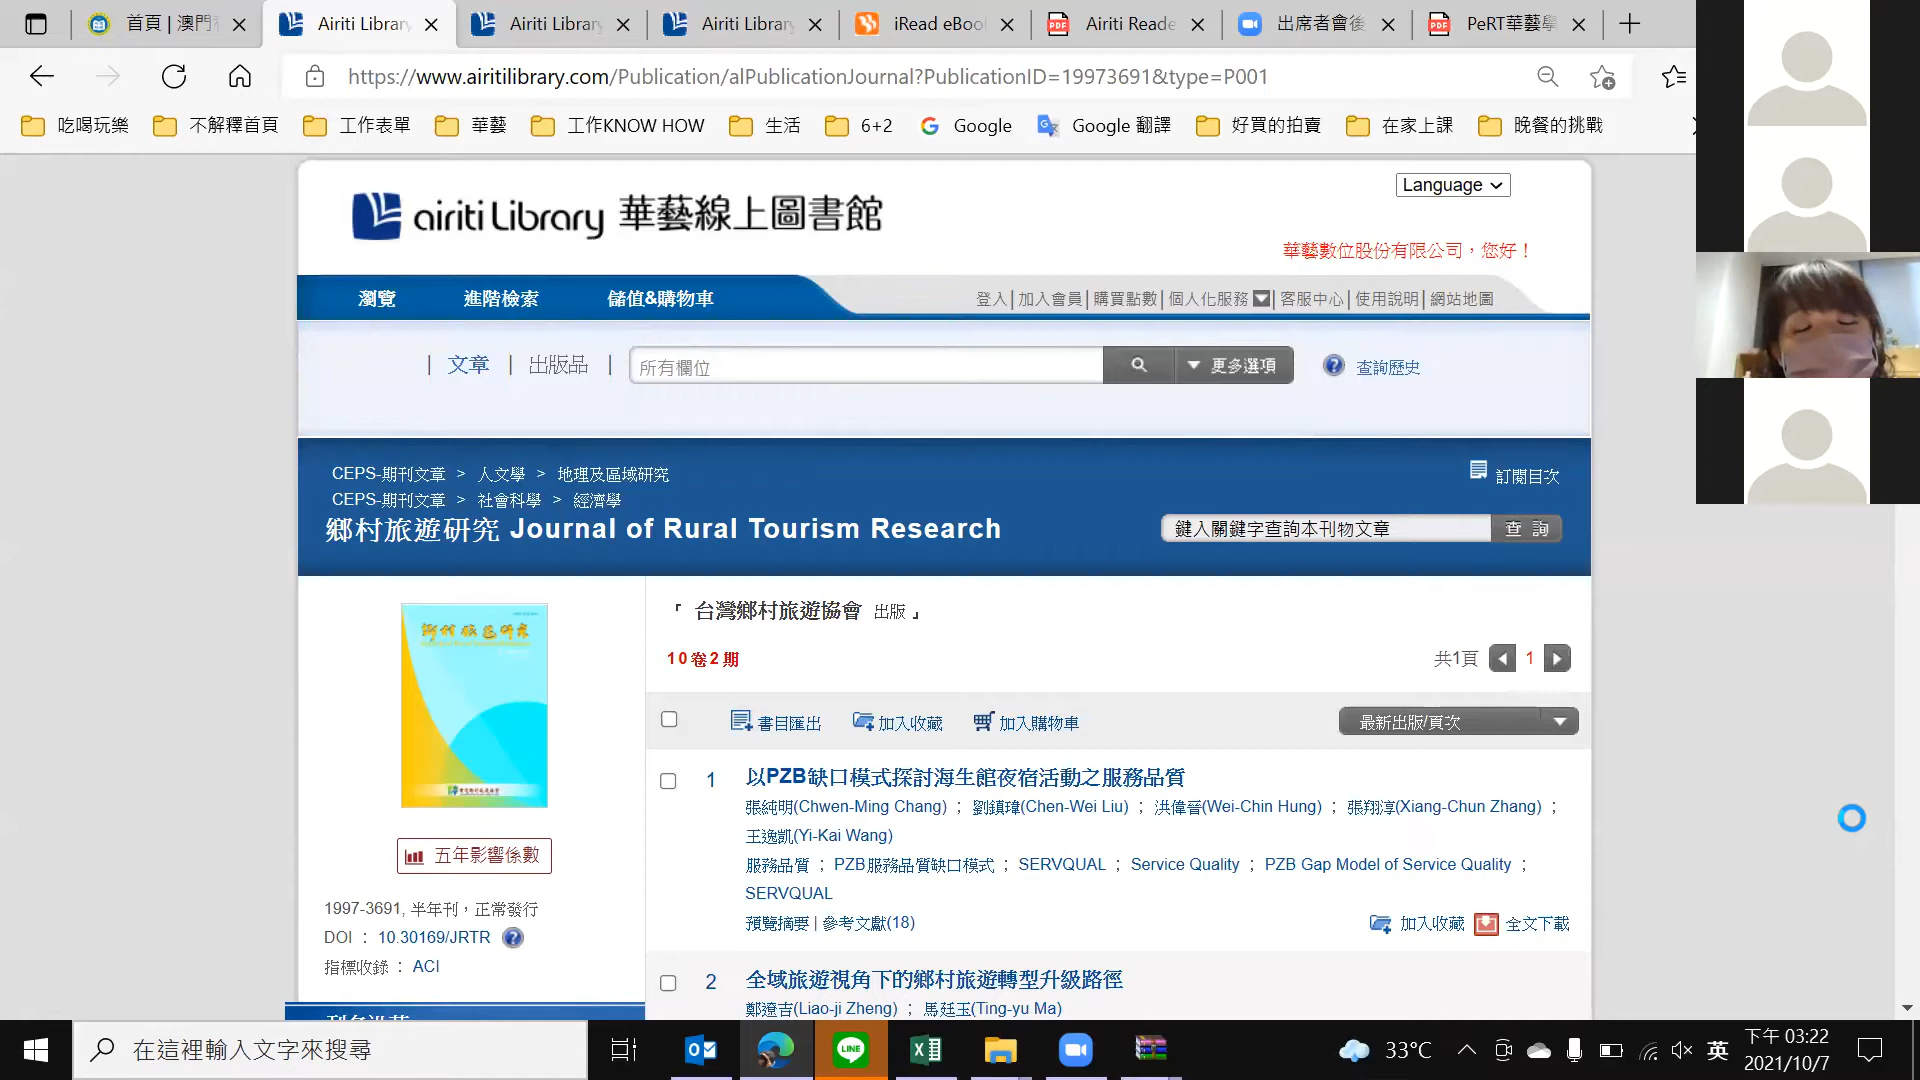 首頁 | 澳門
Airiti Library
Airiti Library
Airiti Library
iRead eBoo
Airiti Reade
出席者會後
PeRT華藝學
https://www.airitilibrary.com/Publication/alPublicationJournal?PublicationID=19973691&type=P001
吃喝玩樂
不解釋首頁
工作表單
華藝
工作KNOW HOW
生活
6+2
Google
Google 翻譯
好買的拍賣
在家上課
晚餐的挑戰
Language
airiti Library 華藝線上圖書館
華藝數位股份有限公司，您好！
瀏覽 進階檢索 儲值&購物車
登入 | 加入會員 | 購買點數 | 個人化服務 | 客服中心 | 使用說明 | 網站地圖
| 文章 | 出版品 | 所有欄位 更多選項 查詢歷史
CEPS-期刊文章 > 人文學 > 地理及區域研究
訂閱目次
CEPS-期刊文章 > 社會科學 > 經濟學
鄉村旅遊研究 Journal of Rural Tourism Research
鍵入關鍵字查詢本刊物文章 查 詢
鄉村旅遊研究
五年影響係數
1997-3691, 半年刊，正常發行
DOI ： 10.30169/JRTR
指標收錄 ： ACI
『 台灣鄉村旅遊協會 出版 』
10卷2期
共1頁 1
書目匯出 加入收藏 加入購物車 最新出版/頁次
1 以PZB缺口模式探討海生館夜宿活動之服務品質
張純明(Chwen-Ming Chang) ； 劉鎮瑋(Chen-Wei Liu) ； 洪偉晉(Wei-Chin Hung) ； 張翔淳(Xiang-Chun Zhang) ；
王逸凱(Yi-Kai Wang)
服務品質 ； PZB服務品質缺口模式 ； SERVQUAL ； Service Quality ； PZB Gap Model of Service Quality ；
SERVQUAL
預覽摘要 | 參考文獻(18)
加入收藏 全文下載
2 全域旅遊視角下的鄉村旅遊轉型升級路徑
鄭遼吉(Liao-ji Zheng) ； 馬廷玉(Ting-yu Ma)
在這裡輸入文字來搜尋
LINE
33°C
英
下午 03:22
2021/10/7